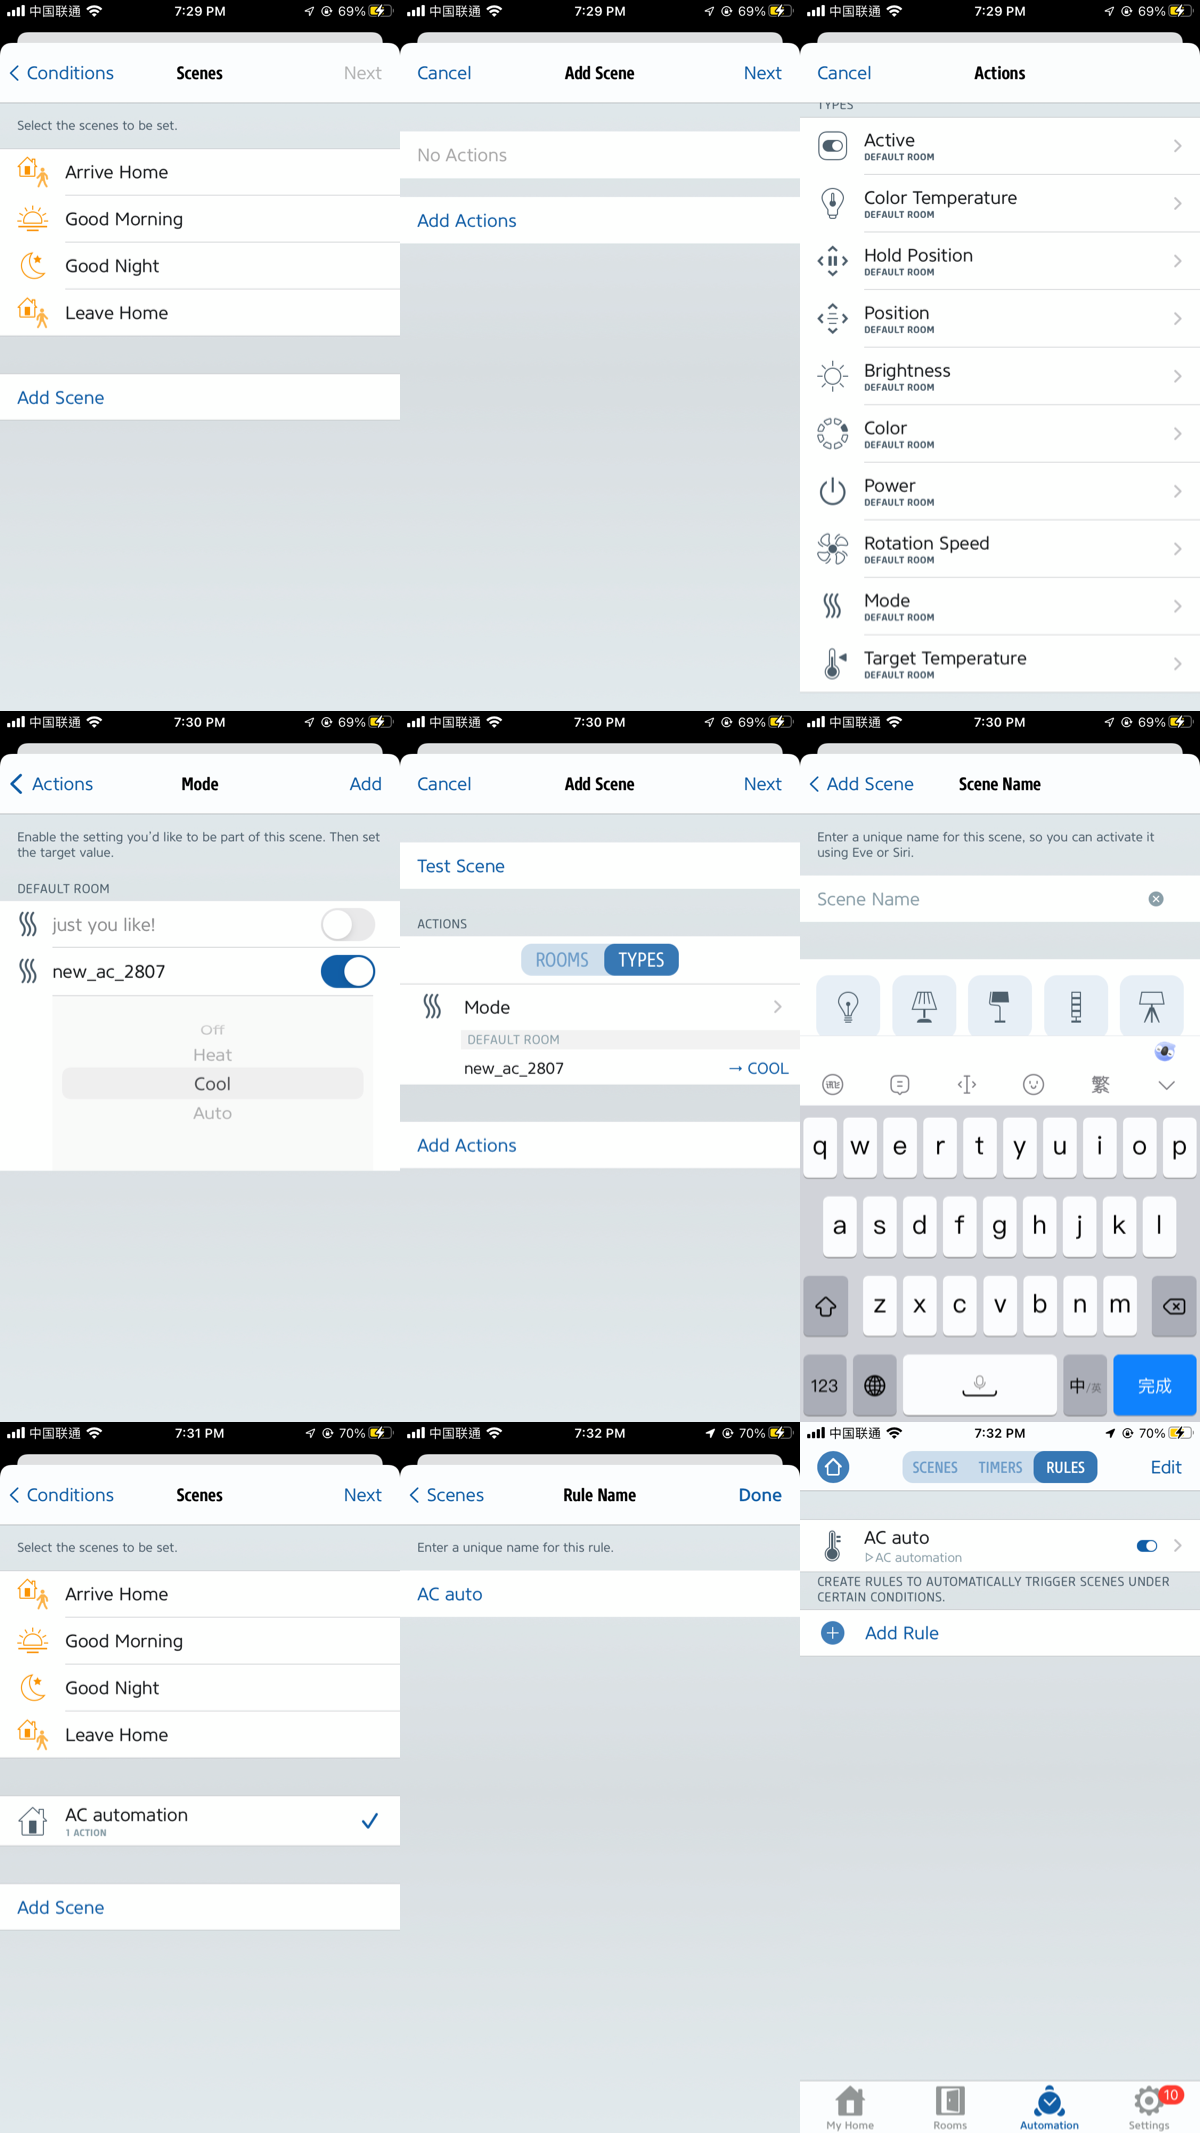 中国联通
7:29 PM
69%
Conditions
Scenes
Next
Select the scenes to be set.
Arrive Home
Good Morning
Good Night
Leave Home
Add Scene
中国联通
7:29 PM
69%
Cancel
Add Scene
Next
No Actions
Add Actions
中国联通
7:29 PM
69%
Cancel
Actions
TYPES
Active
DEFAULT ROOM
Color Temperature
DEFAULT ROOM
Hold Position
DEFAULT ROOM
Position
DEFAULT ROOM
Brightness
DEFAULT ROOM
Color
DEFAULT ROOM
Power
DEFAULT ROOM
Rotation Speed
DEFAULT ROOM
Mode
DEFAULT ROOM
Target Temperature
DEFAULT ROOM
中国联通
7:30 PM
69%
Actions
Mode
Add
Enable the setting you'd like to be part of this scene. Then set
the target value.
DEFAULT ROOM
just you like!
new_ac_2807
Off
Heat
Cool
Auto
中国联通
7:30 PM
69%
Cancel
Add Scene
Next
Test Scene
ACTIONS
ROOMS
TYPES
Mode
DEFAULT ROOM
new_ac_2807
→ COOL
Add Actions
中国联通
7:30 PM
69%
Add Scene
Scene Name
Enter a unique name for this scene, so you can activate it
using Eve or Siri.
Scene Name
繁
q w e r t y u i o p
a s d f g h j k l
z x c v b n m
123
中/英
完成
中国联通
7:31 PM
70%
Conditions
Scenes
Next
Select the scenes to be set.
Arrive Home
Good Morning
Good Night
Leave Home
AC automation
1 ACTION
Add Scene
中国联通
7:32 PM
70%
Scenes
Rule Name
Done
Enter a unique name for this rule.
AC auto
中国联通
7:32 PM
70%
SCENES
TIMERS
RULES
Edit
AC auto
AC automation
CREATE RULES TO AUTOMATICALLY TRIGGER SCENES UNDER
CERTAIN CONDITIONS.
Add Rule
My Home
Rooms
Automation
Settings
10